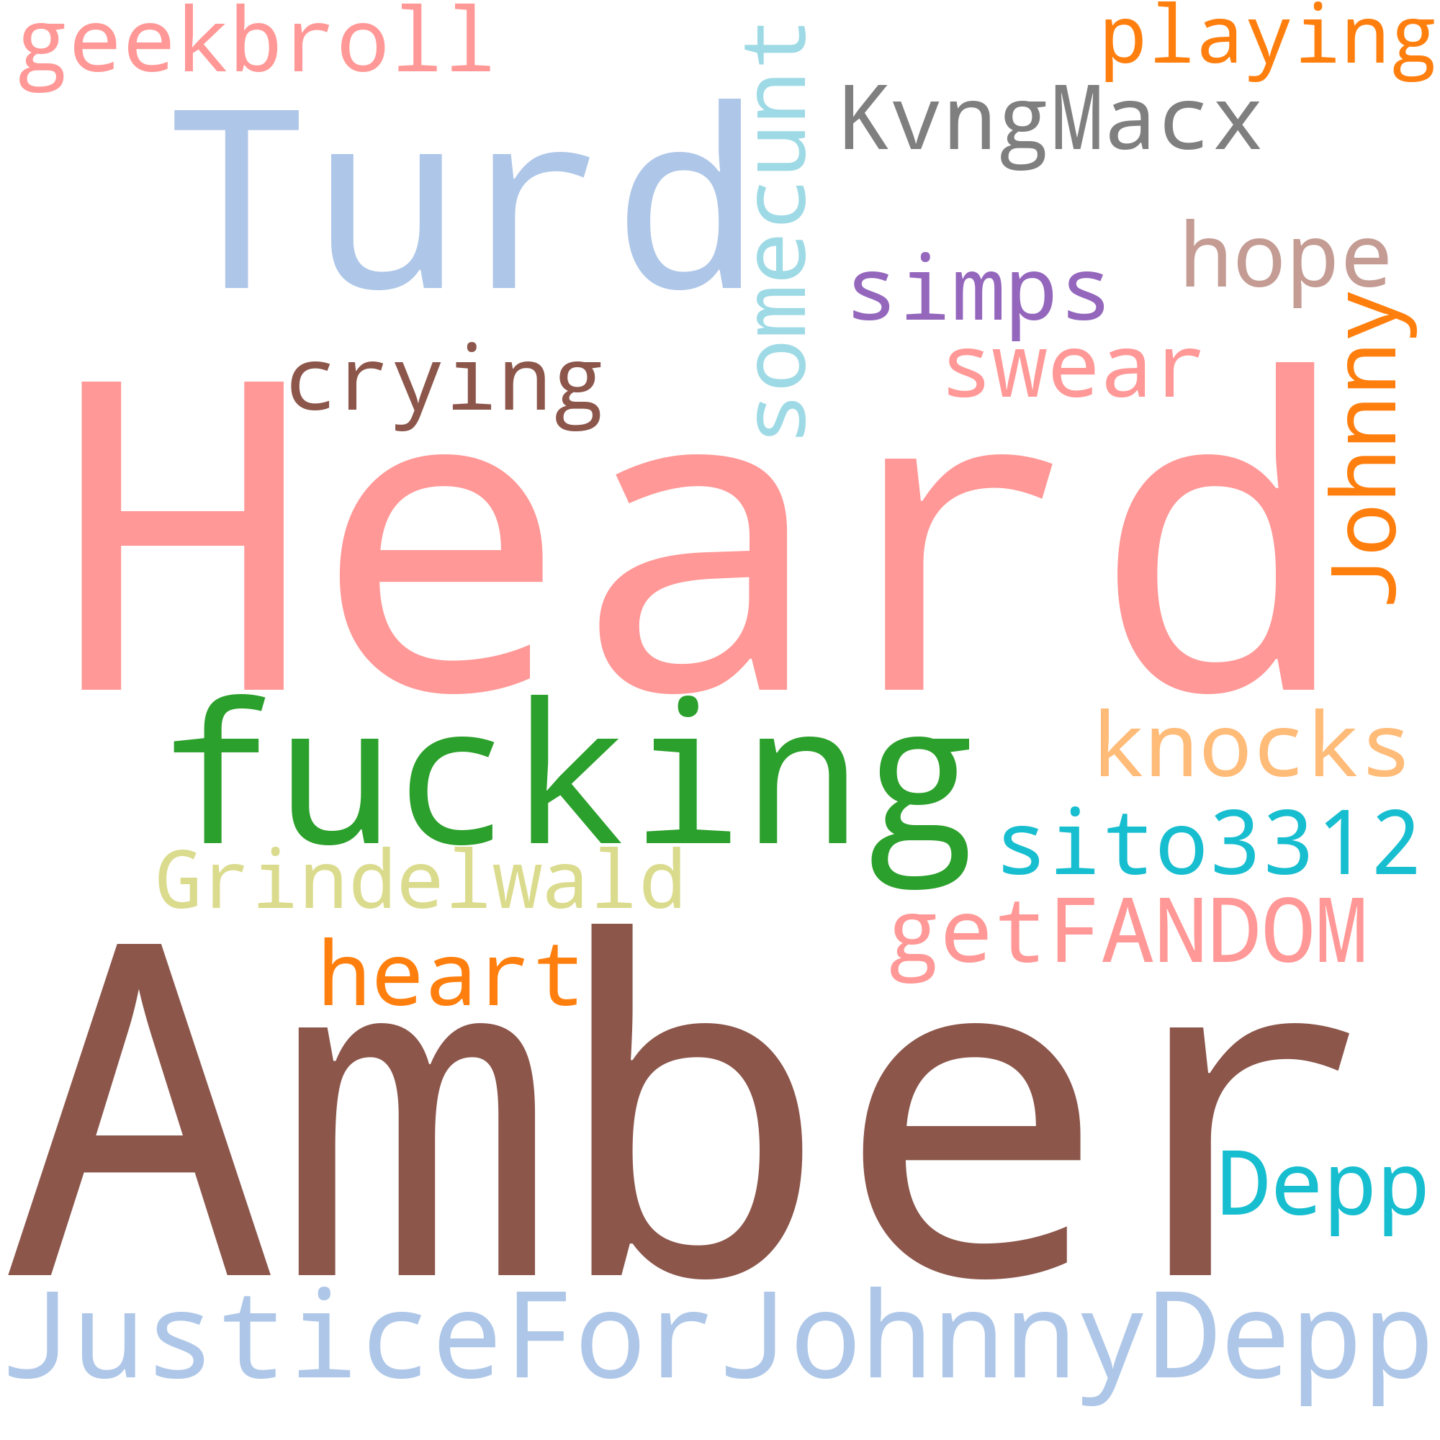 geekbroll
playing
Turd
somecunt
KvngMacx
hope
simps
Johnny
crying
swear
Heard
fucking
knocks
sito3312
Grindelwald
getFANDOM
heart
Amber
Depp
JusticeForJohnnyDepp